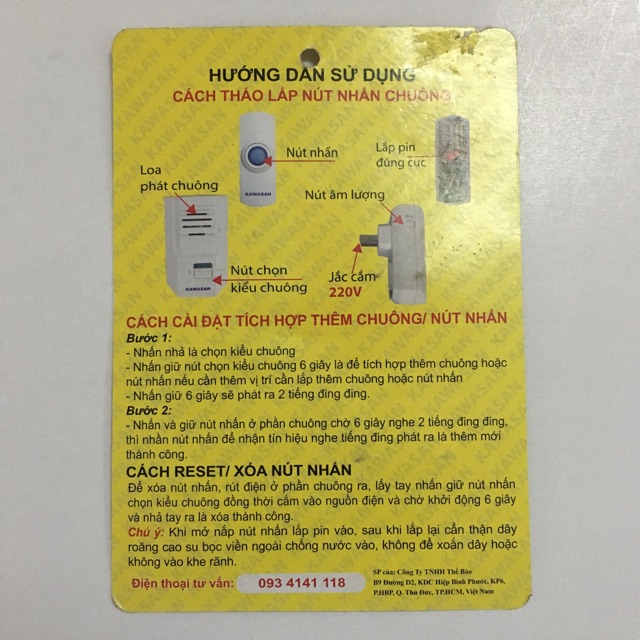 HƯỚNG DẪN SỬ DỤNG
CÁCH THÁO LẮP NÚT NHẤN CHUÔNG
Nút nhấn
Lắp pin
đúng cực
Loa
phát chuông
Nút âm lượng
KAWASAN
Nút chọn
kiểu chuông
KAWASAN
Jắc cắm
220V
CÁCH CÀI ĐẶT TÍCH HỢP THÊM CHUÔNG/ NÚT NHẤN
Bước 1:
- Nhấn nhả là chọn kiểu chuông
- Nhấn giữ nút chọn kiểu chuông 6 giây là để tích hợp thêm chuông hoặc
nút nhấn nếu cần thêm vị trí cần lắp thêm chuông hoặc nút nhấn
- Nhấn giữ 6 giây sẽ phát ra 2 tiếng đing đing.
Bước 2:
- Nhấn và giữ nút nhấn ở phần chuông chờ 6 giây nghe 2 tiếng đing đing,
thì nhấn nút nhấn để nhận tín hiệu nghe tiếng đing phát ra là thêm mới
thành công.
CÁCH RESET/ XÓA NÚT NHẤN
Để xóa nút nhấn, rút điện ở phần chuông ra, lấy tay nhấn giữ nút nhấn
chọn kiểu chuông đồng thời cắm vào nguồn điện và chờ khởi động 6 giây
và nhả tay ra là xóa thành công.
Chú ý: Khi mở nắp nút nhấn lắp pin vào, sau khi lắp lại cẩn thận dây
roăng cao su bọc viền ngoài chống nước vào, không để xoắn dây hoặc
không vào khe rãnh.
Điện thoại tư vấn: 093 4141 118
SP của: Công Ty TNHH Thế Bảo
B9 Đường D2, KDC Hiệp Bình Phước, KP6,
P.HBP, Q. Thủ Đức, TP.HCM, Việt Nam